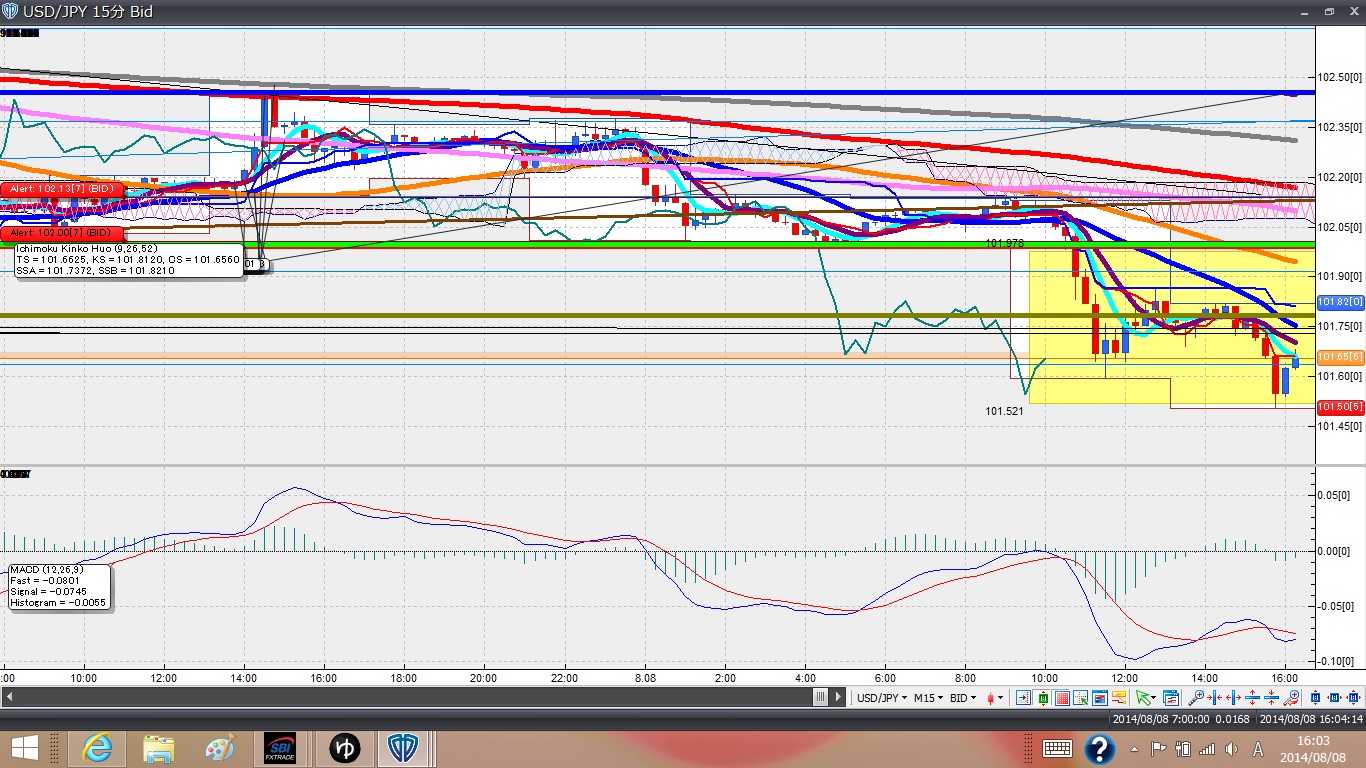 USD/JPY 15分 Bid
102.50[0]
102.35[0]
102.20[0]
102.05[0]
101.90[0]
101.82[0]
101.75[0]
101.65[6]
101.60[0]
101.50[5]
101.45[0]
Alert: 102.13[7] (BID)
Alert: 102.00[7] (BID)
Ichimoku Kinko Huo (9,26,52)
TS = 101.6625, KS = 101.8120, CS = 101.6560
SSA = 101.7372, SSB = 101.8210
101.978
101.521
0.05[0]
0.00[0]
-0.05[0]
-0.10[0]
MACD (12,26,9)
Fast = -0.0801
Signal = -0.0745
Histogram = -0.0055
:00 10:00 12:00 14:00 16:00 18:00 20:00 22:00 8.08 2:00 4:00 6:00 8:00 10:00 12:00 14:00 16:00
USD/JPY M15 BID
2014/08/08 7:00:00 0.0168 2014/08/08 16:04:14
SBI
FXTRADE
ゆ
?
A
16:03
2014/08/08